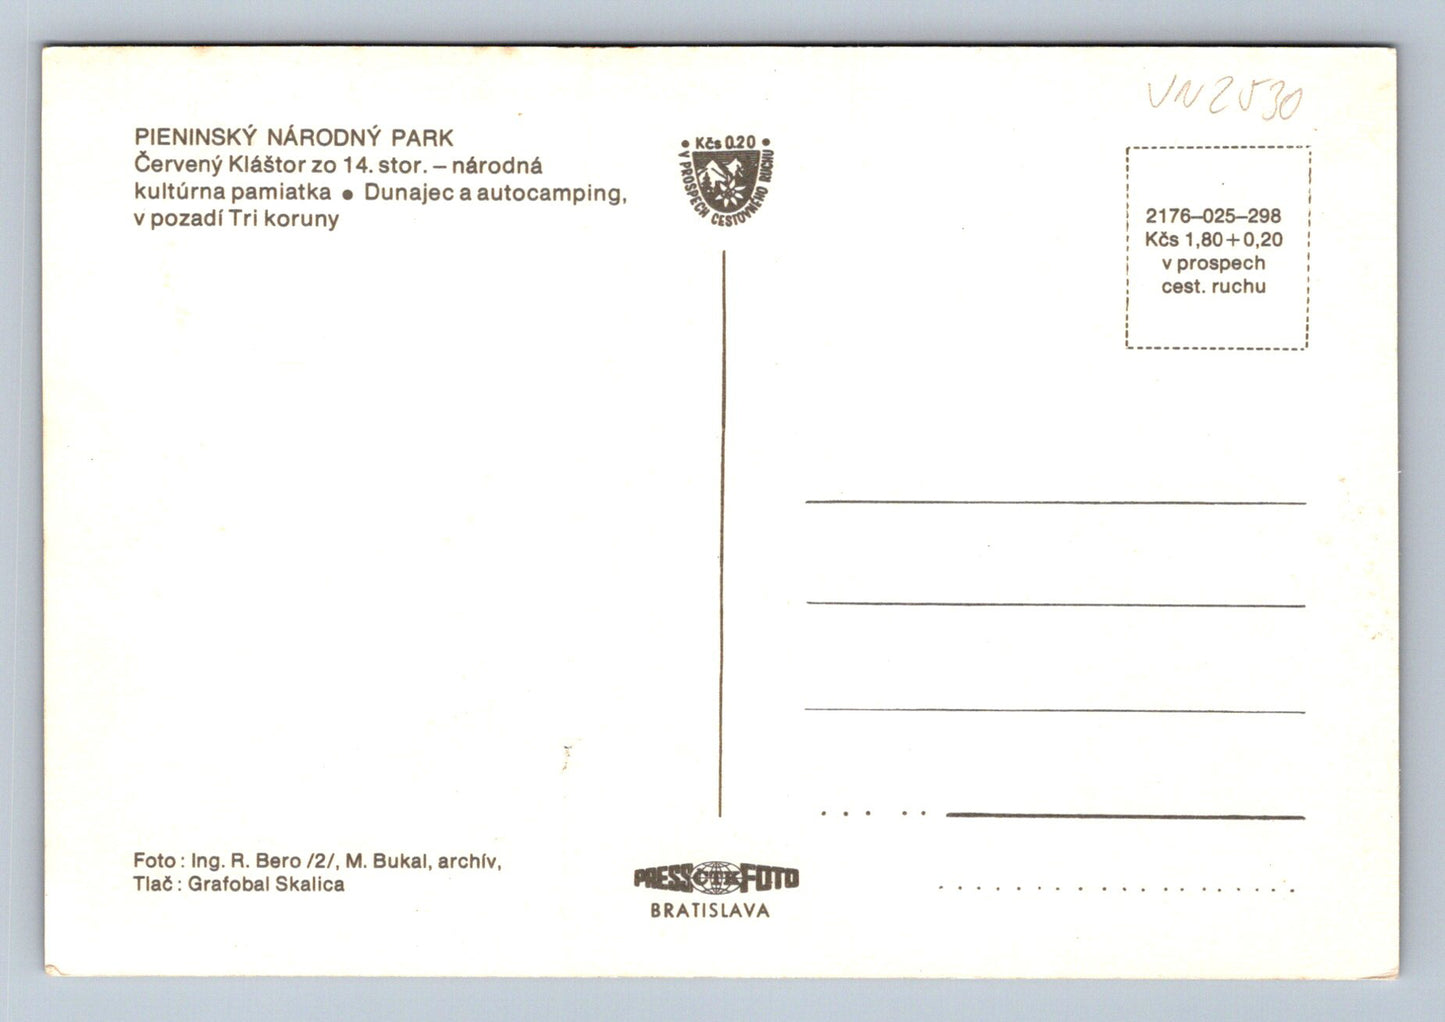 VN2530
PIENINSKÝ NÁRODNÝ PARK
Červený Kláštor zo 14. stor. – národná
kultúrna pamiatka ● Dunajec a autocamping,
v pozadí Tri koruny
• Kčs 0.20 •
V PROSPECH CESTOVNÉHO RUCHU
2176–025–298
Kčs 1,80+0,20
v prospech
cest. ruchu
Foto : Ing. R. Bero /2/, M. Bukal, archív,
Tlač : Grafobal Skalica
PRESS ČTK FOTO
BRATISLAVA